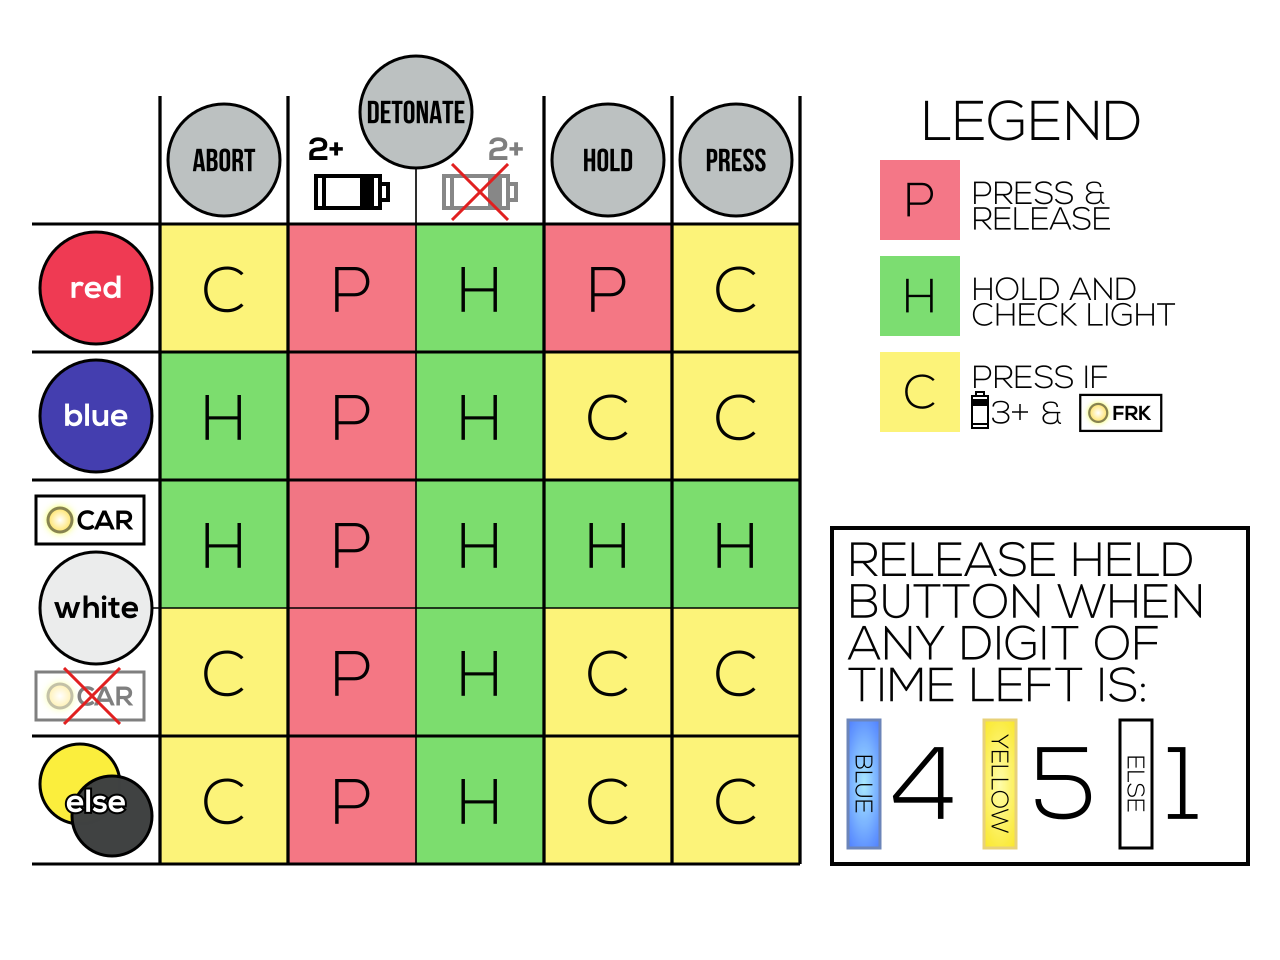 DETONATE
ABORT 2+ 2+ HOLD PRESS
red C P H P C
blue H P H C C
CAR
H P H H H
white
C P H C C
CAR
else C P H C C
LEGEND
P PRESS &
RELEASE
H HOLD AND
CHECK LIGHT
C PRESS IF
3+ & FRK
RELEASE HELD
BUTTON WHEN
ANY DIGIT OF
TIME LEFT IS:
BLUE 4 YELLOW 5 ELSE 1